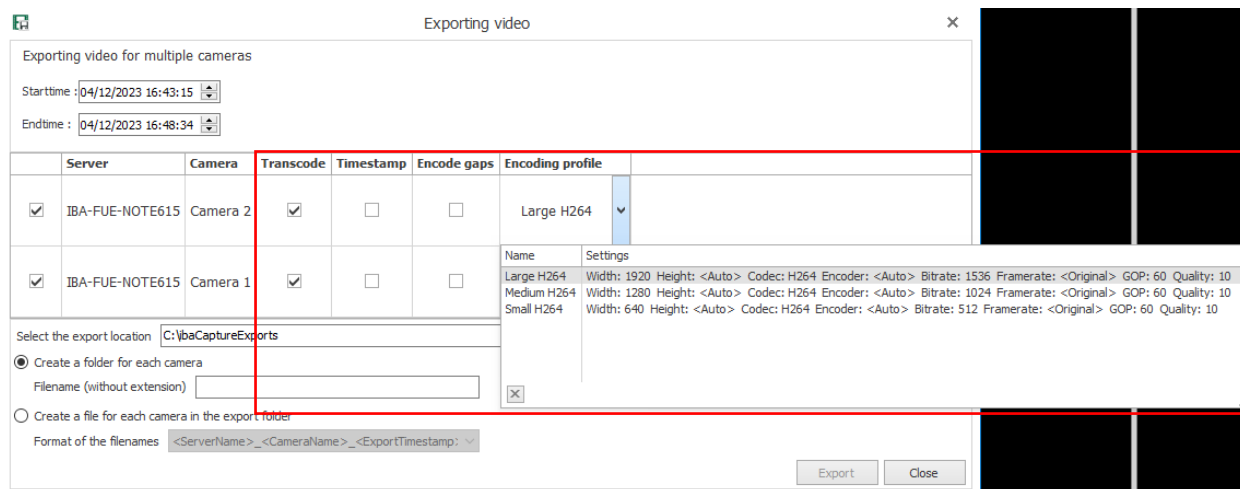 Exporting video
Exporting video for multiple cameras
Starttime : 04/12/2023 16:43:15
Endtime : 04/12/2023 16:48:34
Server Camera Transcode Timestamp Encode gaps Encoding profile
IBA-FUE-NOTE615 Camera 2 Large H264
IBA-FUE-NOTE615 Camera 1
Name Settings
Large H264 Width: 1920 Height: <Auto> Codec: H264 Encoder: <Auto> Bitrate: 1536 Framerate: <Original> GOP: 60 Quality: 10
Medium H264 Width: 1280 Height: <Auto> Codec: H264 Encoder: <Auto> Bitrate: 1024 Framerate: <Original> GOP: 60 Quality: 10
Small H264 Width: 640 Height: <Auto> Codec: H264 Encoder: <Auto> Bitrate: 512 Framerate: <Original> GOP: 60 Quality: 10
Select the export location C:\ibaCaptureExports
Create a folder for each camera
Filename (without extension)
Create a file for each camera in the export folder
Format of the filenames <ServerName>_<CameraName>_<ExportTimestamp:
Export Close